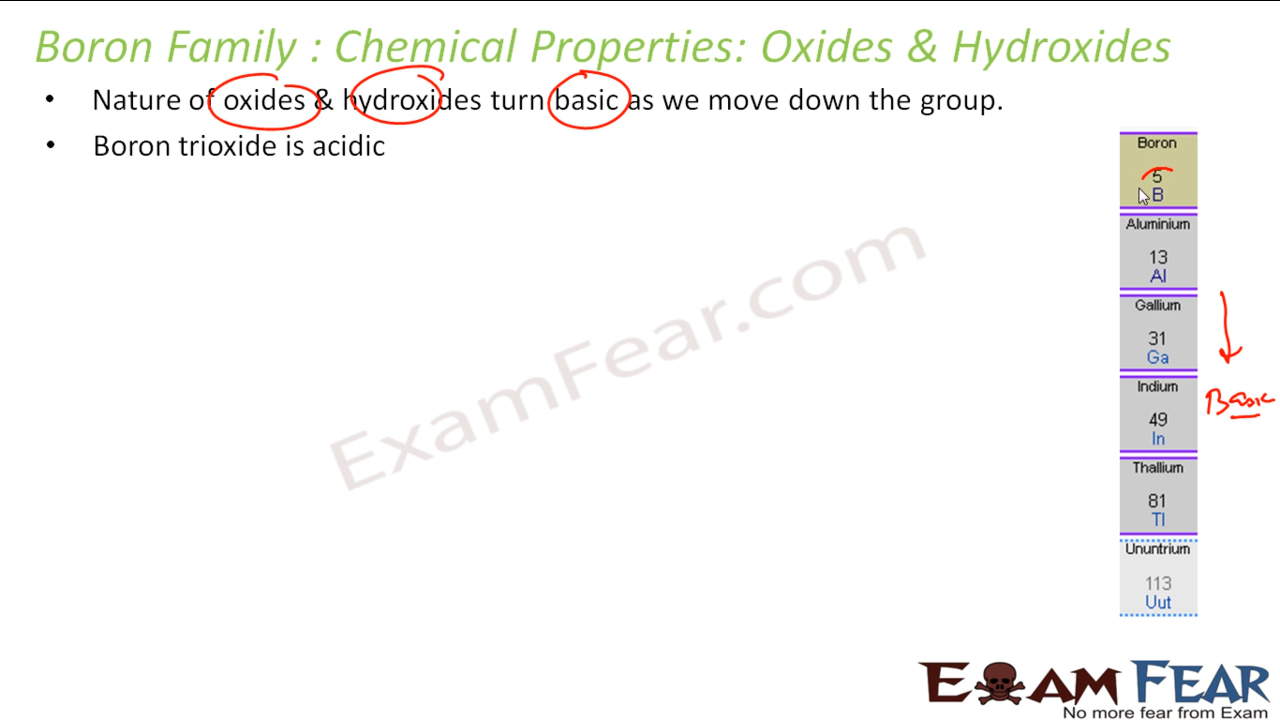 Boron Family : Chemical Properties: Oxides & Hydroxides
• Nature of oxides & hydroxides turn basic as we move down the group.
• Boron trioxide is acidic
Boron
5
B
Aluminium
13
Al
Gallium
31
Ga
Indium
49
In
Thallium
81
Tl
Ununtrium
113
Uut
Basic
ExamFear.com
EXAM FEAR
No more fear from Exam